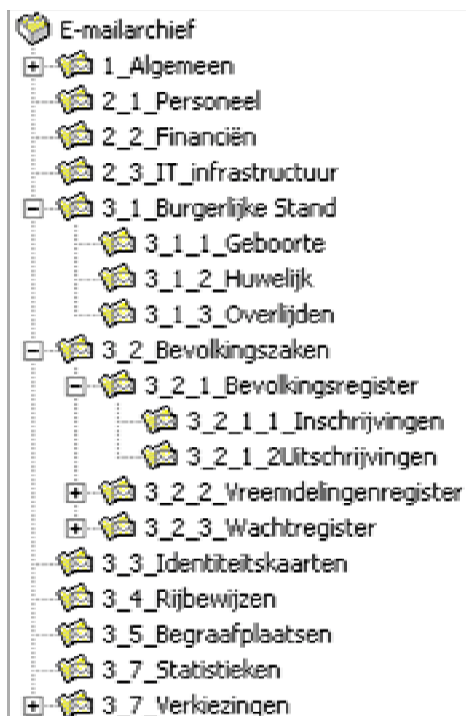 E-mailarchief
1_Algemeen
2_1_Personeel
2_2_Financiën
2_3_IT_infrastructuur
3_1_Burgerlijke Stand
3_1_1_Geboorte
3_1_2_Huwelijk
3_1_3_Overlijden
3_2_Bevolkingszaken
3_2_1_Bevolkingsregister
3_2_1_1_Inschrijvingen
3_2_1_2Uitschrijvingen
3_2_2_Vreemdelingenregister
3_2_3_Wachtregister
3_3_Identiteitskaarten
3_4_Rijbewijzen
3_5_Begraafplaatsen
3_7_Statistieken
3_7_Verkiezingen